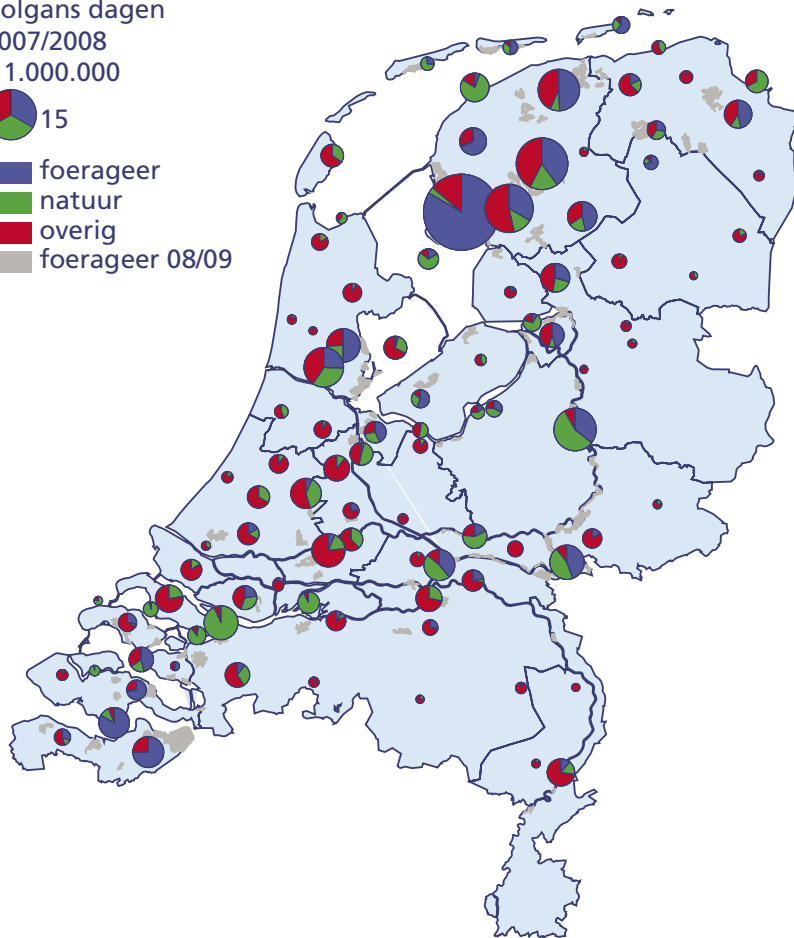 olgans dagen
007/2008
1.000.000
15
foerageer
natuur
overig
foerageer 08/09